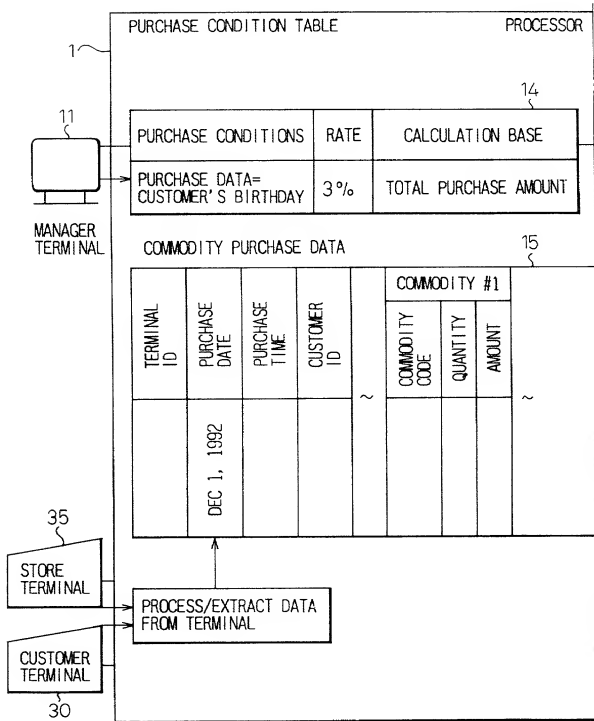 PURCHASE CONDITION TABLE
PROCESSOR
1
14
11
PURCHASE CONDITIONS
RATE
CALCULATION BASE
PURCHASE DATA=
CUSTOMER'S BIRTHDAY
3%
TOTAL PURCHASE AMOUNT
MANAGER
TERMINAL
COMMODITY PURCHASE DATA
15
TERMINAL
ID
PURCHASE
DATE
PURCHASE
TIME
CUSTOMER
ID
~
COMMODITY #1
COMMODITY
CODE
QUANTITY
AMOUNT
~
DEC 1, 1992
35
STORE
TERMINAL
PROCESS/EXTRACT DATA
FROM TERMINAL
CUSTOMER
TERMINAL
30